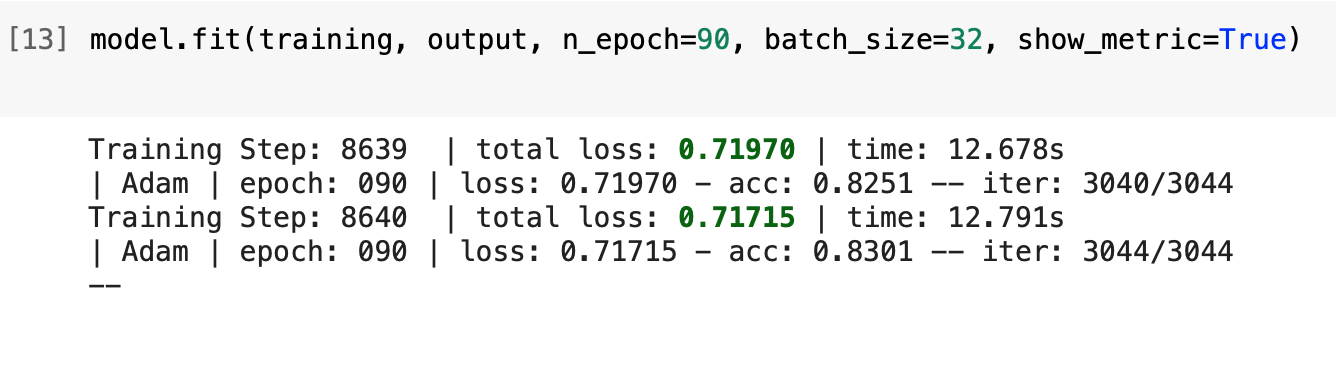 [13] model.fit(training, output, n_epoch=90, batch_size=32, show_metric=True)
Training Step: 8639  | total loss: 0.71970 | time: 12.678s
| Adam | epoch: 090 | loss: 0.71970 - acc: 0.8251 -- iter: 3040/3044
Training Step: 8640  | total loss: 0.71715 | time: 12.791s
| Adam | epoch: 090 | loss: 0.71715 - acc: 0.8301 -- iter: 3044/3044
--